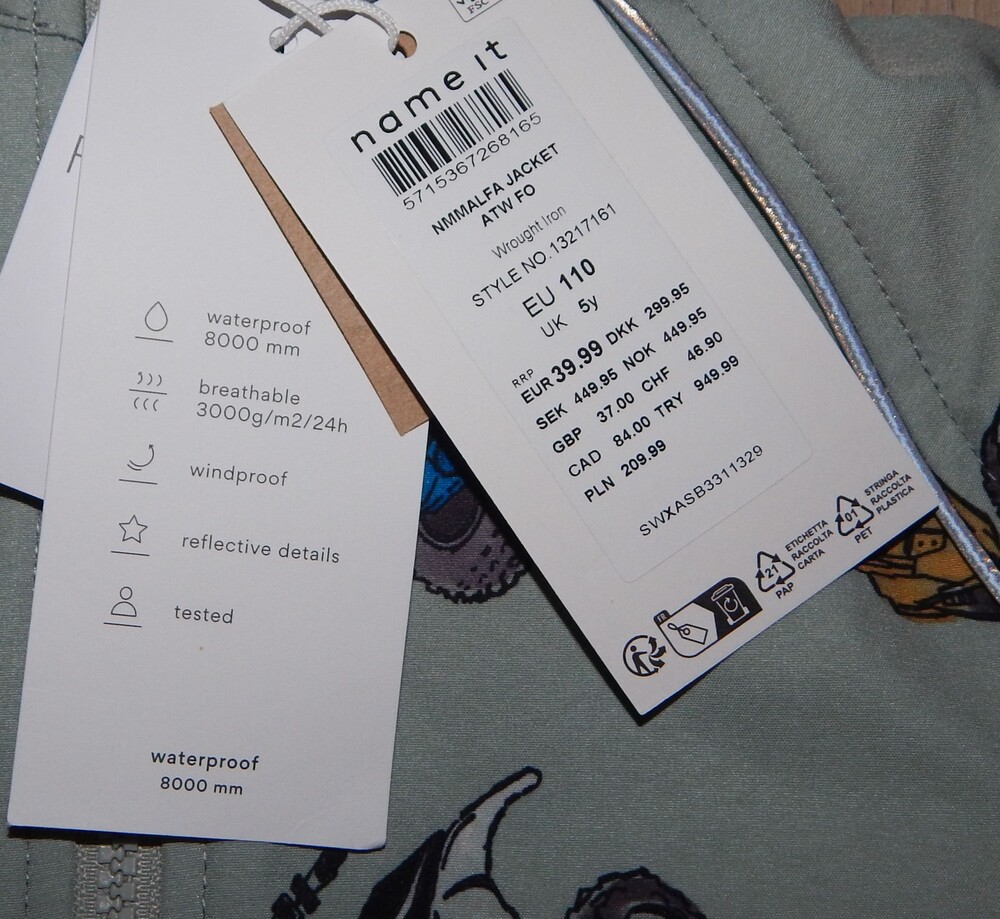 waterproof
8000 mm
breathable
3000g/m2/24h
windproof
reflective details
tested
waterproof
8000 mm
FSC
name it
5715367268165
NMMALFA JACKET
ATW FO
Wrought Iron
STYLE NO.13217161
EU 110
UK 5y
RRP
EUR 39.99 DKK 299.95
SEK 449.95 NOK 449.95
GBP 37.00 CHF 46.90
CAD 84.00 TRY 949.99
PLN 209.99
SWXASB3311329
FR
21
PAP
ETICHETTA
RACCOLTA
CARTA
01
PET
STRINGA
RACCOLTA
PLASTICA